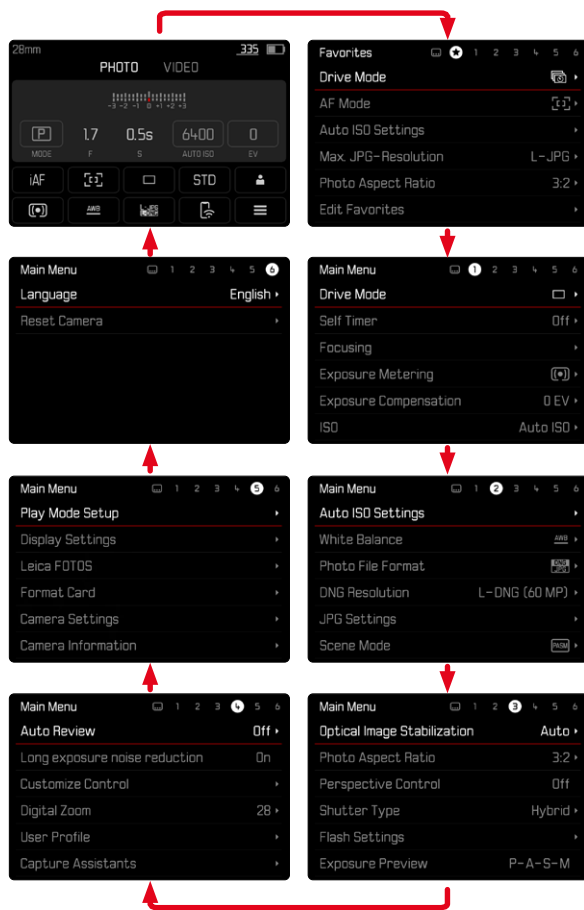 28mm 335
PHOTO VIDEO
-3 -2 -1 0 +1 +2 +3
P 1.7 0.5s 6400 0
MODE F S AUTO ISO EV
iAF STD
AWB L-JPG DNG
Favorites 1 2 3 4 5 6
Drive Mode
AF Mode
Auto ISO Settings
Max. JPG-Resolution L-JPG
Photo Aspect Ratio 3:2
Edit Favorites
Main Menu 1 2 3 4 5 6
Language English
Reset Camera
Main Menu 1 2 3 4 5 6
Drive Mode
Self Timer Off
Focusing
Exposure Metering
Exposure Compensation 0 EV
ISO Auto ISO
Main Menu 1 2 3 4 5 6
Play Mode Setup
Display Settings
Leica FOTOS
Format Card
Camera Settings
Camera Information
Main Menu 1 2 3 4 5 6
Auto ISO Settings
White Balance AWB
Photo File Format DNG JPG
DNG Resolution L-DNG (60 MP)
JPG Settings
Scene Mode PASM
Main Menu 1 2 3 4 5 6
Auto Review Off
Long exposure noise reduction On
Customize Control
Digital Zoom 28
User Profile
Capture Assistants
Main Menu 1 2 3 4 5 6
Optical Image Stabilization Auto
Photo Aspect Ratio 3:2
Perspective Control Off
Shutter Type Hybrid
Flash Settings
Exposure Preview P-A-S-M